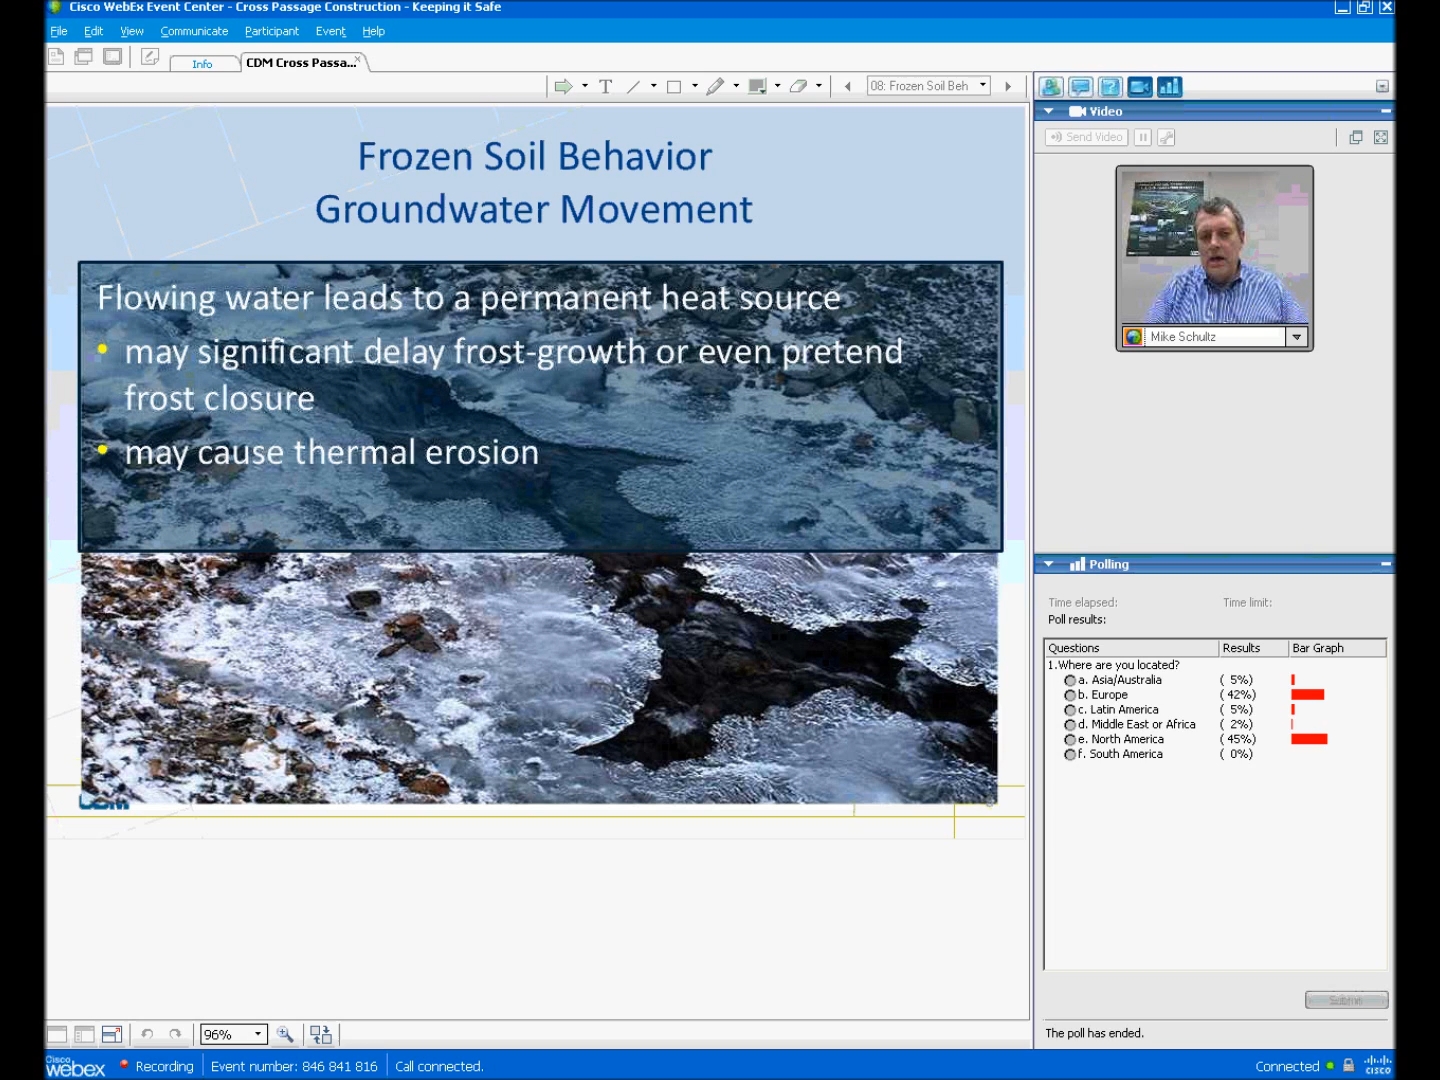 Cisco WebEx Event Center - Cross Passage Construction - Keeping it Safe
File Edit View Communicate Participant Event Help
Info CDM Cross Passa...
08: Frozen Soil Beh
Video
Send Video
Frozen Soil Behavior
Groundwater Movement
Flowing water leads to a permanent heat source
• may significant delay frost-growth or even pretend
frost closure
• may cause thermal erosion
Mike Schultz
Polling
Time elapsed: Time limit:
Poll results:
Questions Results Bar Graph
1.Where are you located?
a. Asia/Australia ( 5%)
b. Europe ( 42%)
c. Latin America ( 5%)
d. Middle East or Africa ( 2%)
e. North America ( 45%)
f. South America ( 0%)
Submit
The poll has ended.
96%
cisco webex Recording Event number: 846 841 816 Call connected. Connected cisco